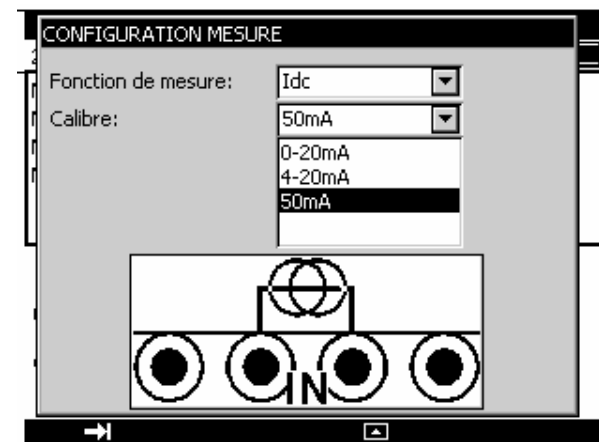 CONFIGURATION MESURE
Fonction de mesure: Idc
Calibre: 50mA
0-20mA
4-20mA
50mA
IN